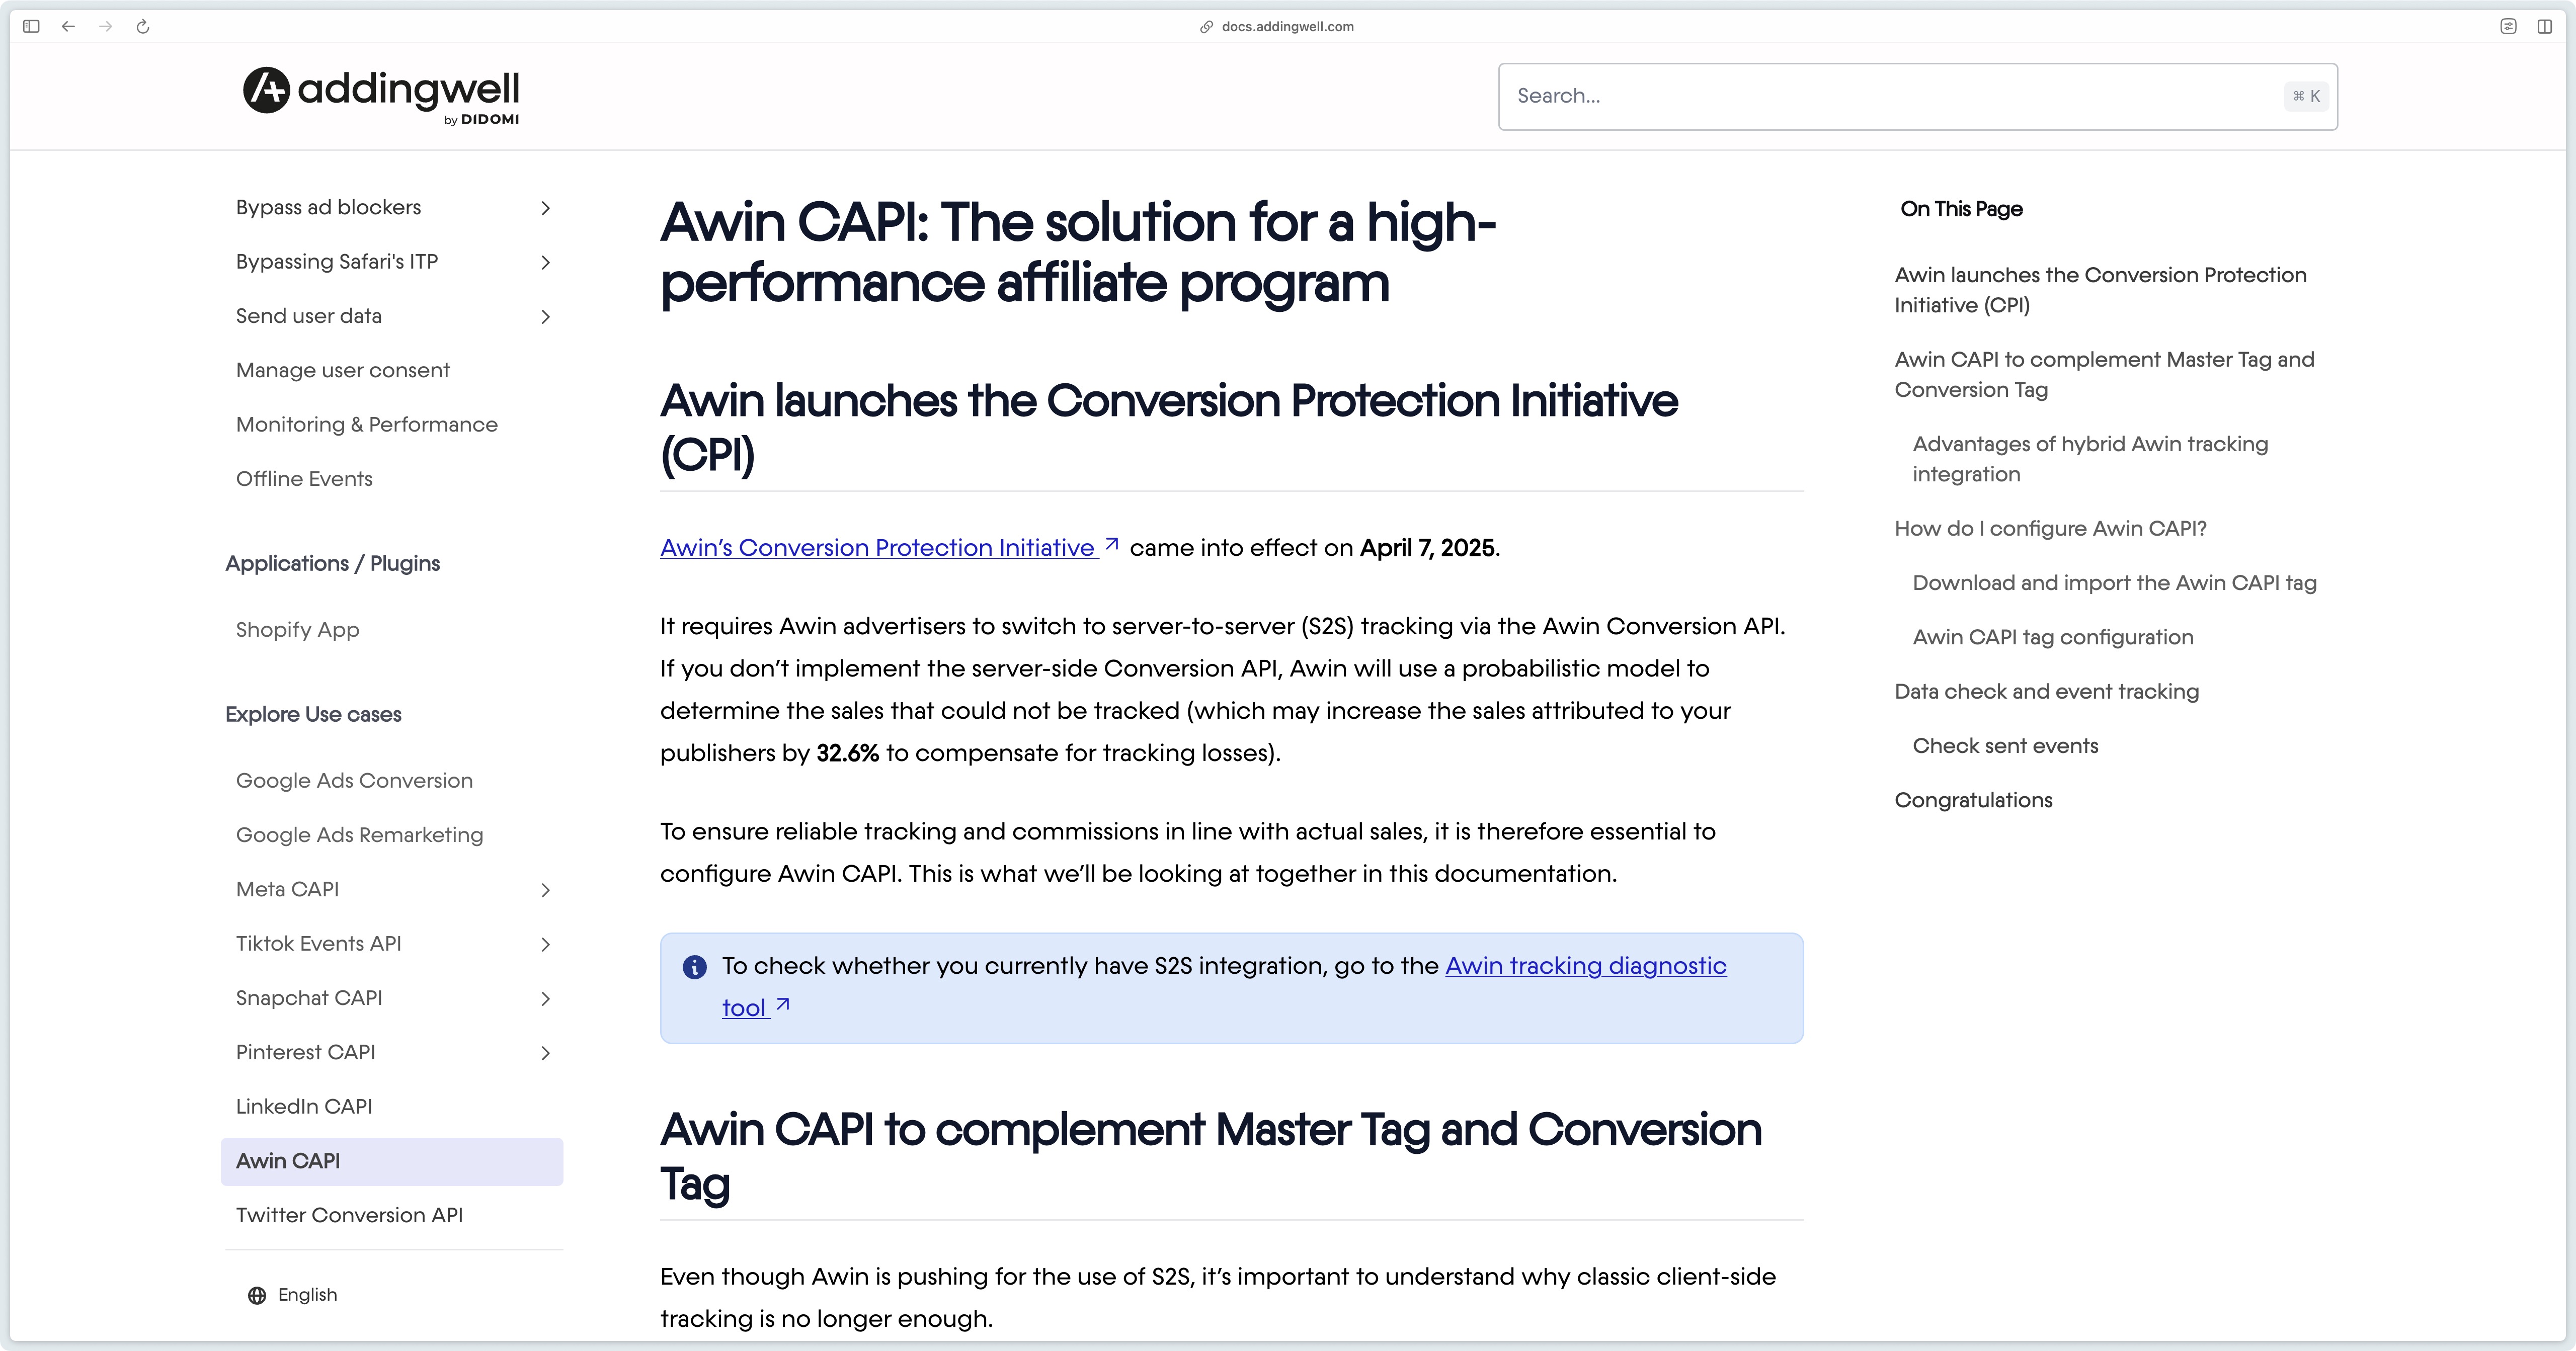 docs.addingwell.com
addingwell
by DIDOMI
Search...
⌘ K
Bypass ad blockers
Bypassing Safari's ITP
Send user data
Manage user consent
Monitoring & Performance
Offline Events
Applications / Plugins
Shopify App
Explore Use cases
Google Ads Conversion
Google Ads Remarketing
Meta CAPI
Tiktok Events API
Snapchat CAPI
Pinterest CAPI
LinkedIn CAPI
Awin CAPI
Twitter Conversion API
English
Awin CAPI: The solution for a high-
performance affiliate program
Awin launches the Conversion Protection Initiative
(CPI)
Awin’s Conversion Protection Initiative came into effect on April 7, 2025.
It requires Awin advertisers to switch to server-to-server (S2S) tracking via the Awin Conversion API.
If you don’t implement the server-side Conversion API, Awin will use a probabilistic model to
determine the sales that could not be tracked (which may increase the sales attributed to your
publishers by 32.6% to compensate for tracking losses).
To ensure reliable tracking and commissions in line with actual sales, it is therefore essential to
configure Awin CAPI. This is what we’ll be looking at together in this documentation.
To check whether you currently have S2S integration, go to the Awin tracking diagnostic
tool
Awin CAPI to complement Master Tag and Conversion
Tag
Even though Awin is pushing for the use of S2S, it’s important to understand why classic client-side
tracking is no longer enough.
On This Page
Awin launches the Conversion Protection
Initiative (CPI)
Awin CAPI to complement Master Tag and
Conversion Tag
Advantages of hybrid Awin tracking
integration
How do I configure Awin CAPI?
Download and import the Awin CAPI tag
Awin CAPI tag configuration
Data check and event tracking
Check sent events
Congratulations